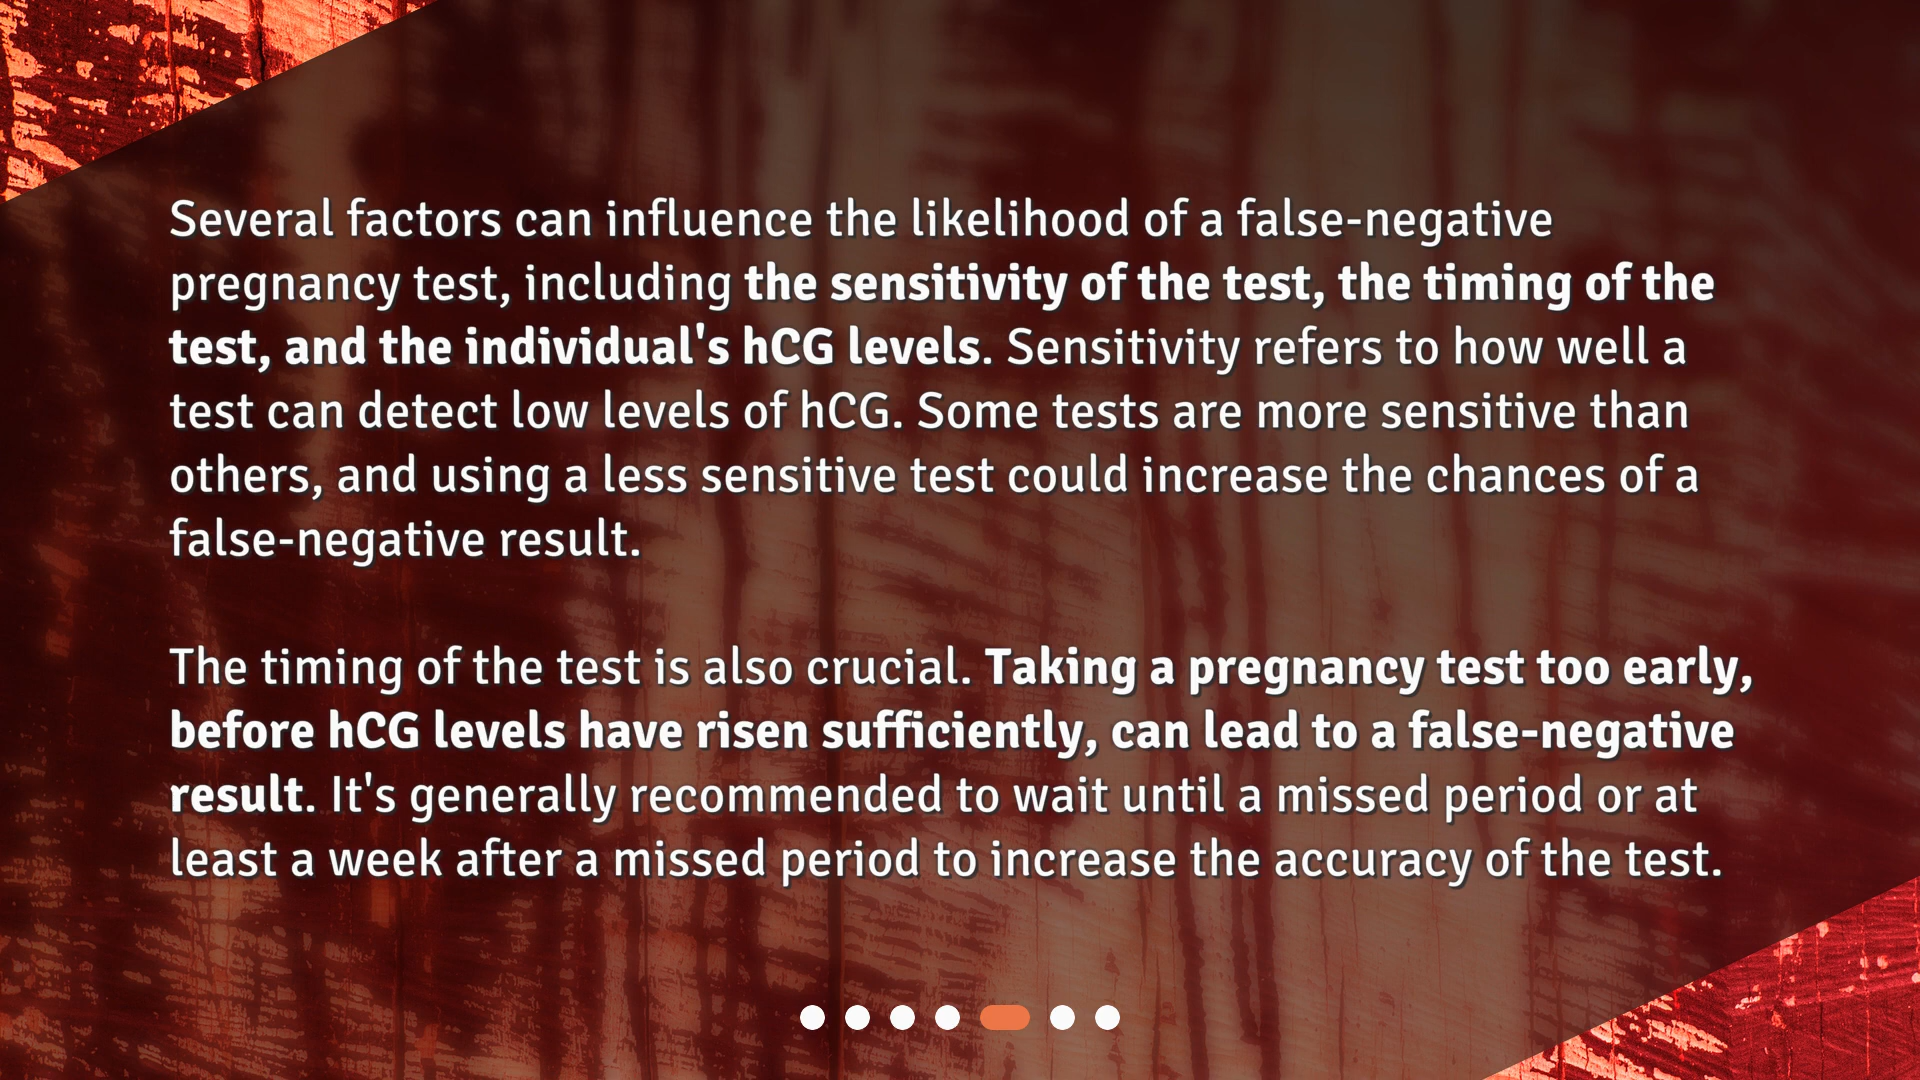 Several factors can influence the likelihood of a false-negative
pregnancy test, including the sensitivity of the test, the timing of the
test, and the individual's hCG levels. Sensitivity refers to how well a
test can detect low levels of hCG. Some tests are more sensitive than
others, and using a less sensitive test could increase the chances of a
false-negative result.
The timing of the test is also crucial. Taking a pregnancy test too early,
before hCG levels have risen sufficiently, can lead to a false-negative
result. It's generally recommended to wait until a missed period or at
least a week after a missed period to increase the accuracy of the test.